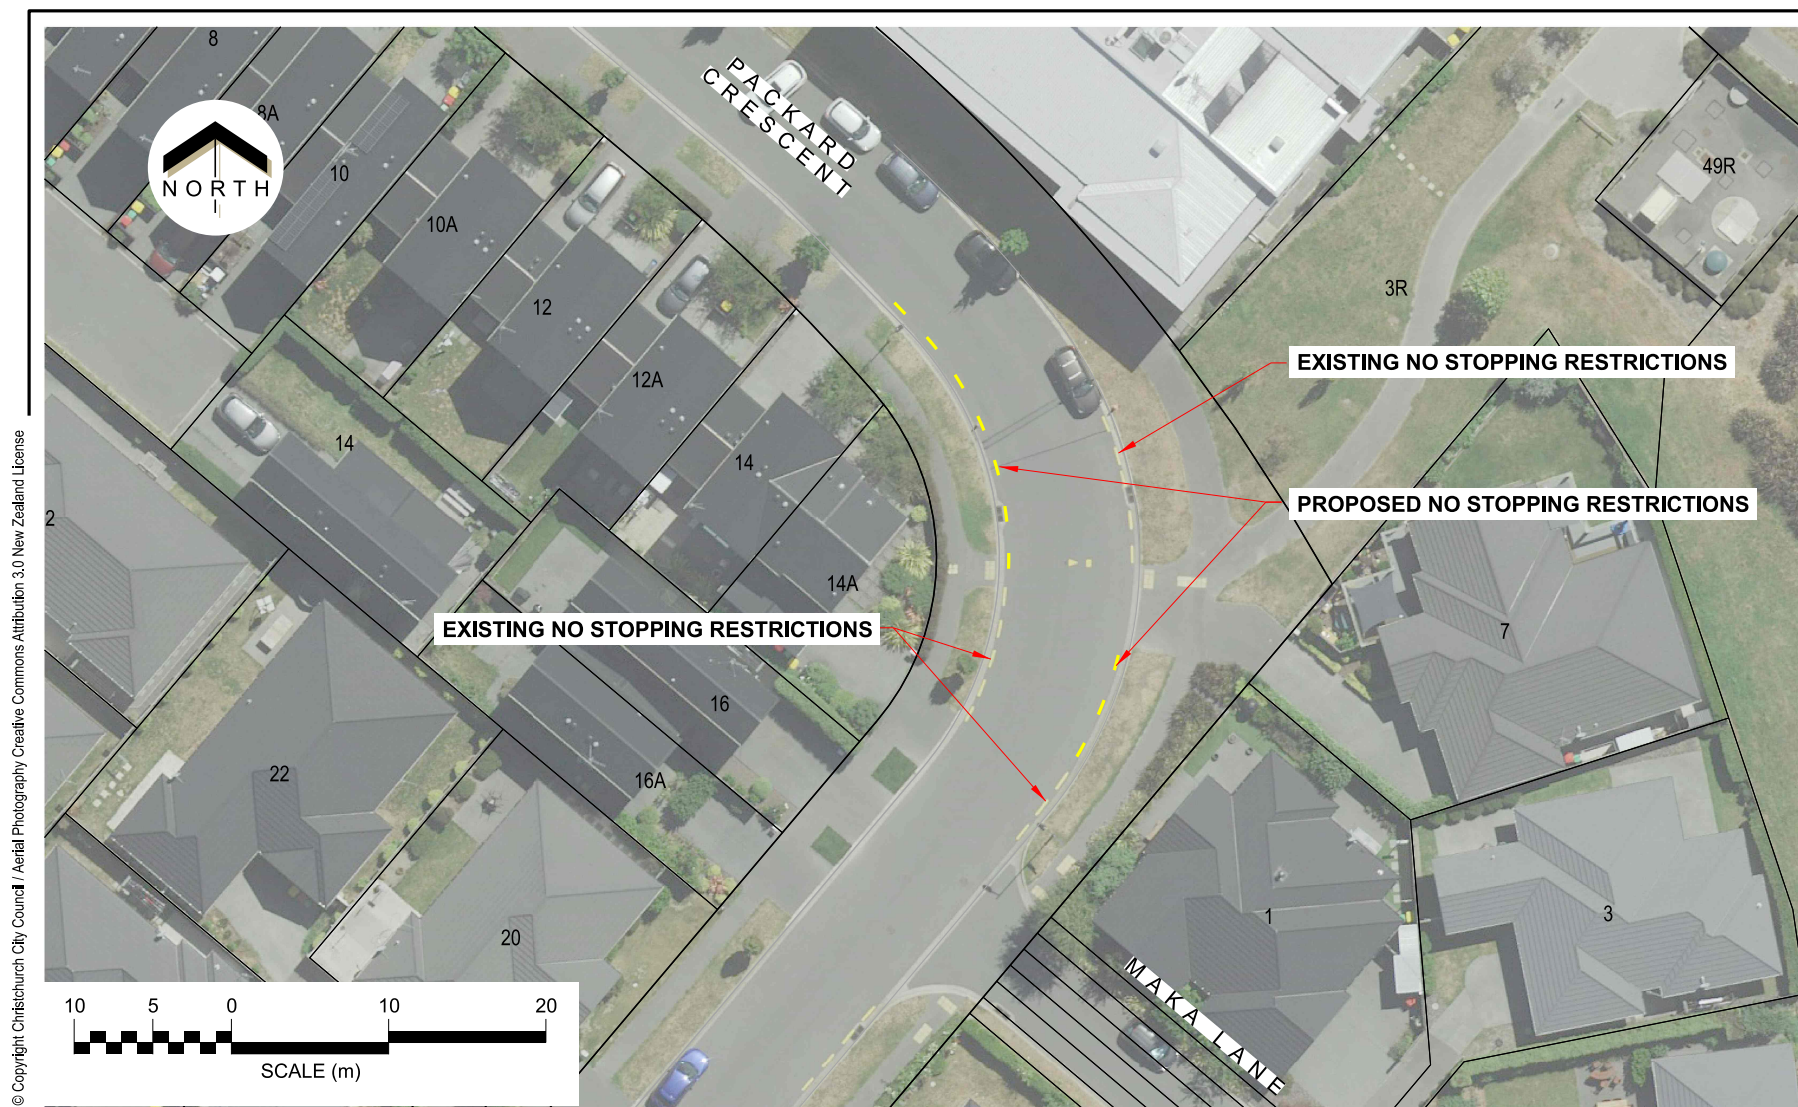 8
8A
10
10A
12
12A
14
14
14A
16
16A
2
22
20
NORTH
PACKARD
CRESCENT
49R
3R
EXISTING NO STOPPING RESTRICTIONS
PROPOSED NO STOPPING RESTRICTIONS
EXISTING NO STOPPING RESTRICTIONS
7
1
3
MAKA LANE
10 5 0 10 20
SCALE (m)
© Copyright Christchurch City Council / Aerial Photography Creative Commons Attribution 3.0 New Zealand License